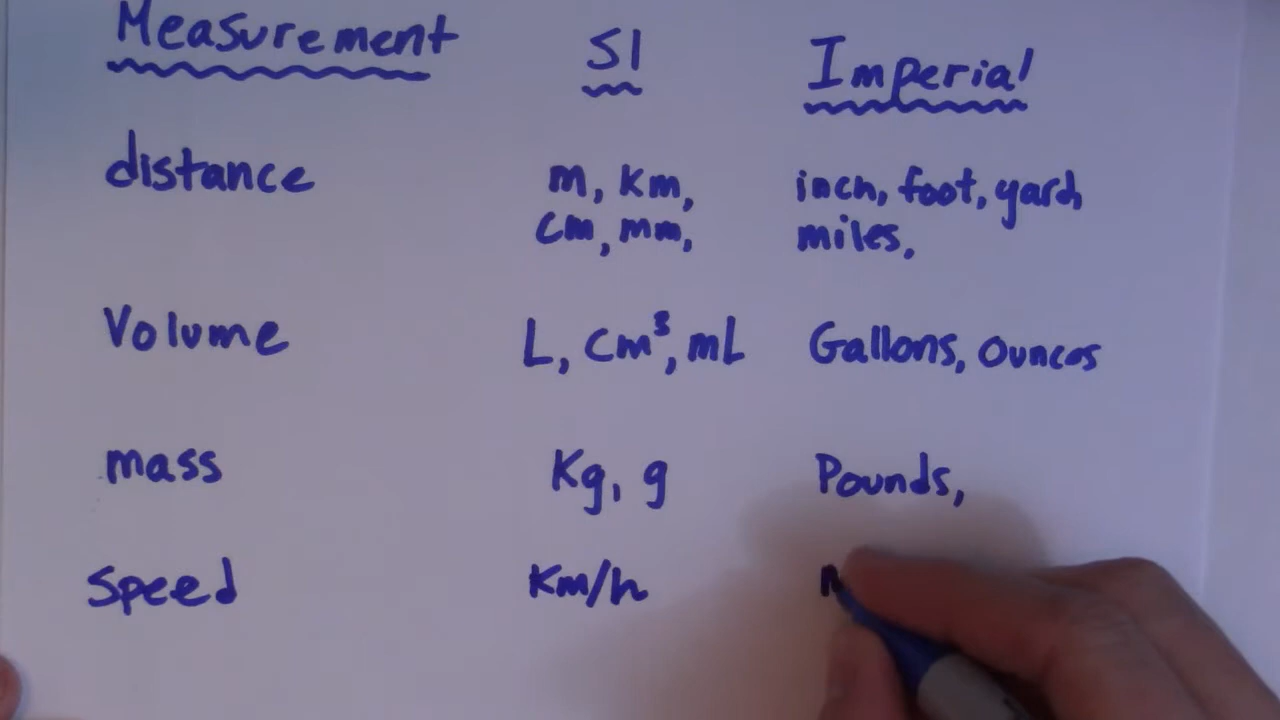 Measurement SI Imperial
distance m, Km, inch, foot, yard
cm, mm, miles,
Volume L, cm³, mL Gallons, Ounces
mass Kg, g Pounds,
Speed Km/h